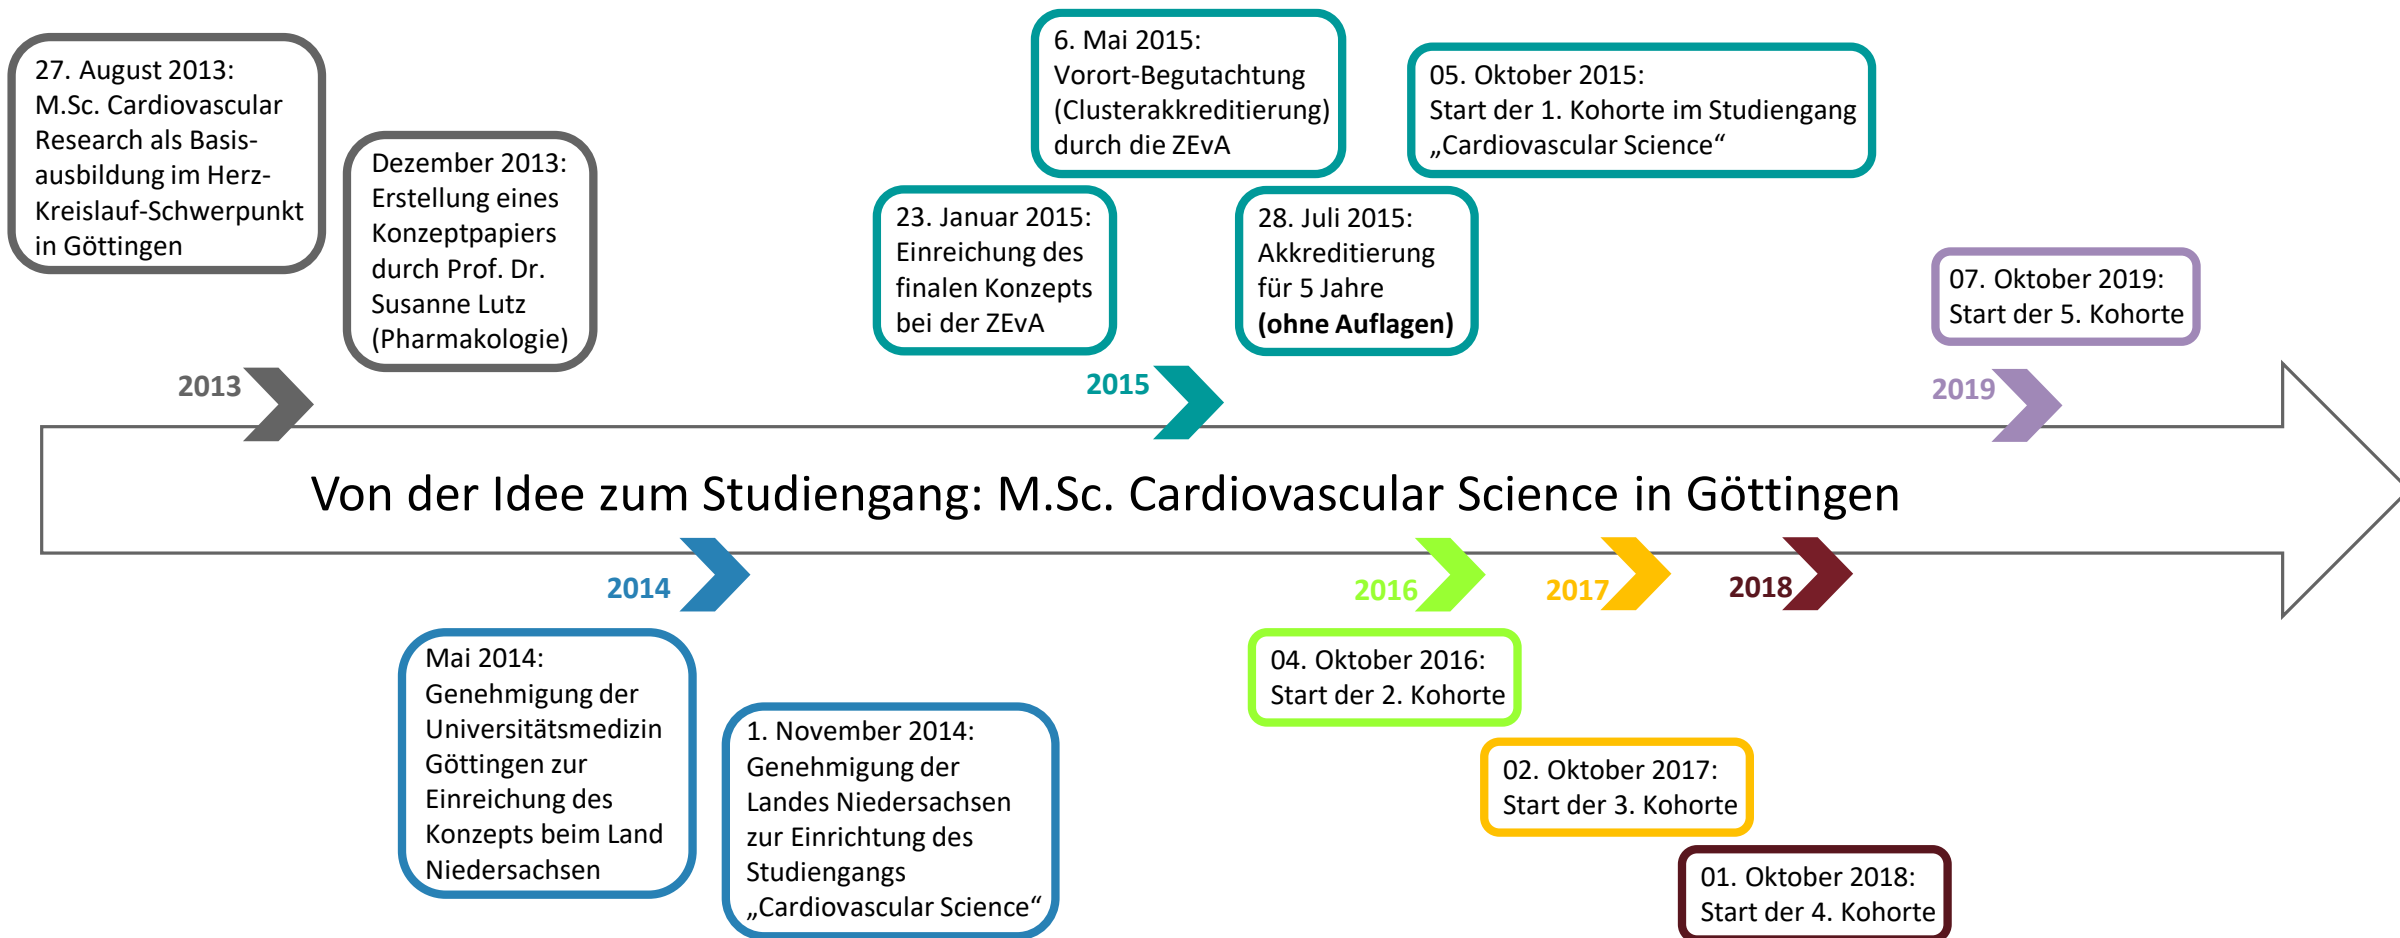 27. August 2013:
M.Sc. Cardiovascular
Research als Basis-
ausbildung im Herz-
Kreislauf-Schwerpunkt
in Göttingen
Dezember 2013:
Erstellung eines
Konzeptpapiers
durch Prof. Dr.
Susanne Lutz
(Pharmakologie)
2013
6. Mai 2015:
Vorort-Begutachtung
(Clusterakkreditierung)
durch die ZEvA
05. Oktober 2015:
Start der 1. Kohorte im Studiengang
„Cardiovascular Science“
23. Januar 2015:
Einreichung des
finalen Konzepts
bei der ZEvA
28. Juli 2015:
Akkreditierung
für 5 Jahre
(ohne Auflagen)
2015
07. Oktober 2019:
Start der 5. Kohorte
2019
Von der Idee zum Studiengang: M.Sc. Cardiovascular Science in Göttingen
2014
Mai 2014:
Genehmigung der
Universitätsmedizin
Göttingen zur
Einreichung des
Konzepts beim Land
Niedersachsen
1. November 2014:
Genehmigung der
Landes Niedersachsen
zur Einrichtung des
Studiengangs
„Cardiovascular Science“
2016
04. Oktober 2016:
Start der 2. Kohorte
2017
02. Oktober 2017:
Start der 3. Kohorte
2018
01. Oktober 2018:
Start der 4. Kohorte